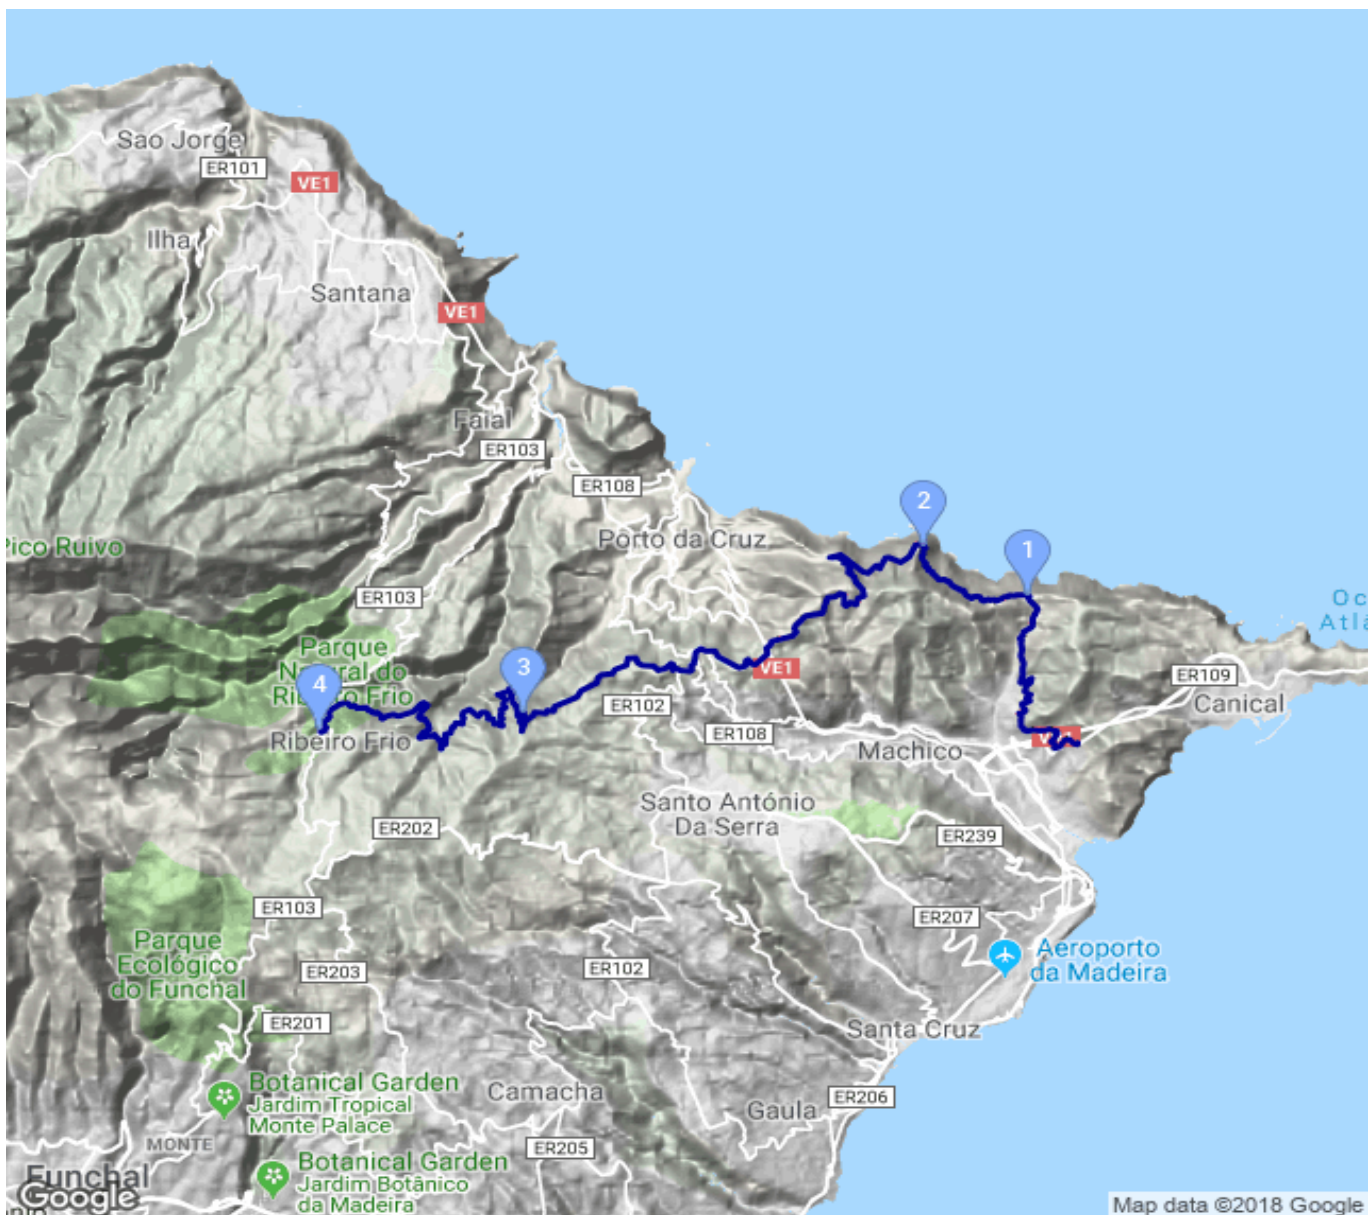 Sao Jorge
ER101
VE1
Ilha
Santana
VE1
Faial
ER103
ER108
2
Porto da Cruz
1
Pico Ruivo
Oc
Atlâ
ER103
Parque
Natural do
Ribeiro Frio
3
VE1
ER109
4
ER102
Canical
Ribeiro Frio
ER108
Machico
Santo António
Da Serra
ER202
ER239
ER103
ER207
Parque
Ecológico
do Funchal
Aeroporto
da Madeira
ER203
ER102
ER201
Santa Cruz
Botanical Garden
Jardim Tropical
Monte Palace
Camacha
Gaula
ER206
MONTE
ER205
Botanical Garden
Jardim Botânico
da Madeira
Funchal
Google
Map data ©2018 Google